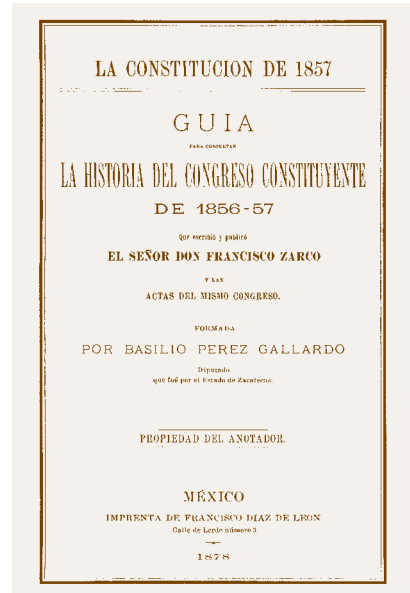 LA CONSTITUCION DE 1857
GUIA
PARA CONSULTAR
LA HISTORIA DEL CONGRESO CONSTITUYENTE
DE 1856-57
Que escribió y publicó
EL SEÑOR DON FRANCISCO ZARCO
Y LAS
ACTAS DEL MISMO CONGRESO.
FORMADA
POR BASILIO PEREZ GALLARDO
Diputado
que fué por el Estado de Zacatecas.
PROPIEDAD DEL ANOTADOR.
MÉXICO
IMPRENTA DE FRANCISCO DIAZ DE LEON
Calle de Lerdo número 3
1878